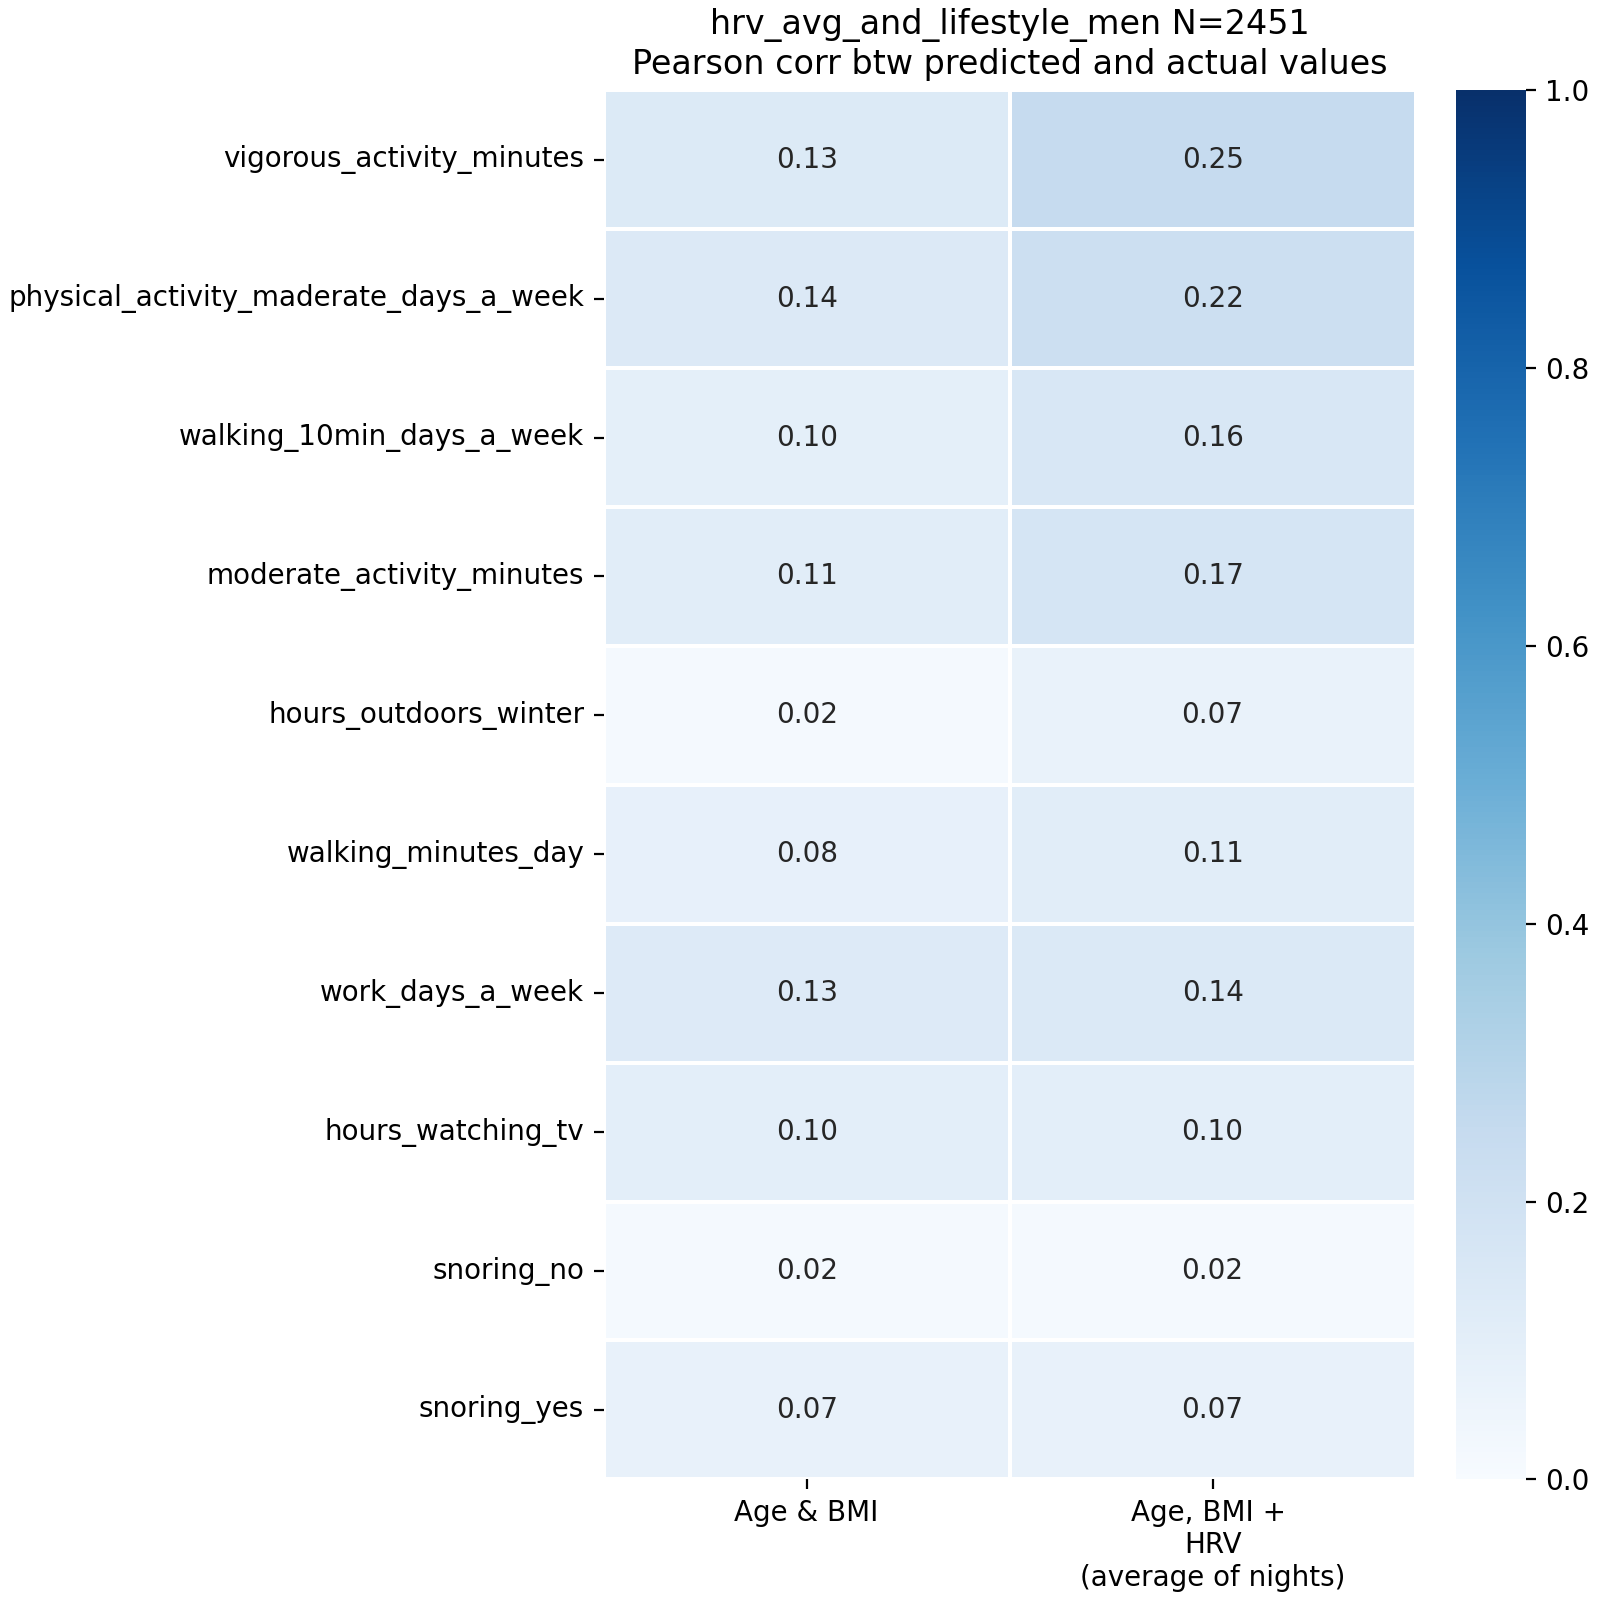 hrv_avg_and_lifestyle_men N=2451
Pearson corr btw predicted and actual values
vigorous_activity_minutes 0.13 0.25
physical_activity_maderate_days_a_week 0.14 0.22
walking_10min_days_a_week 0.10 0.16
moderate_activity_minutes 0.11 0.17
hours_outdoors_winter 0.02 0.07
walking_minutes_day 0.08 0.11
work_days_a_week 0.13 0.14
hours_watching_tv 0.10 0.10
snoring_no 0.02 0.02
snoring_yes 0.07 0.07
Age & BMI
Age, BMI +
HRV
(average of nights)
1.0
0.8
0.6
0.4
0.2
0.0